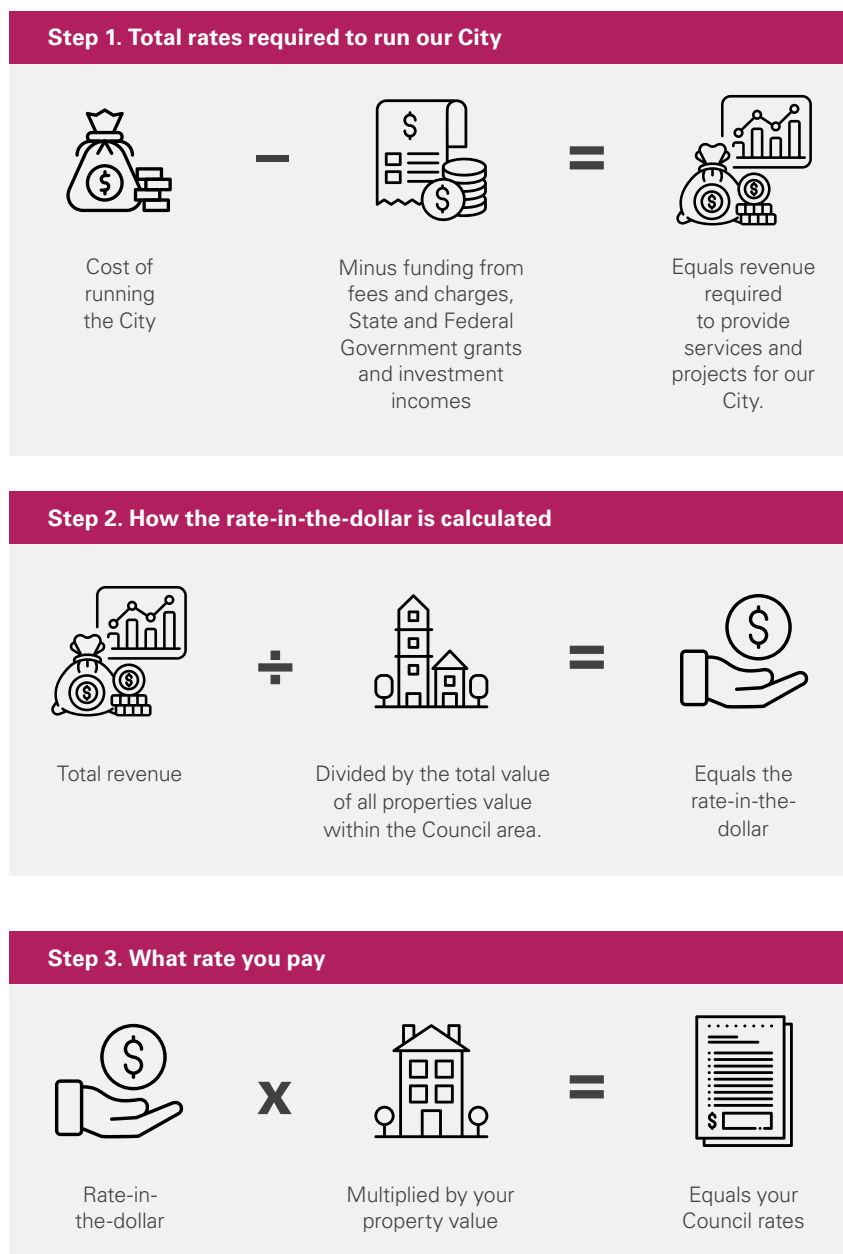 Step 1. Total rates required to run our City
$
$
$
$
$
–
=
Cost of
running
the City
Minus funding from
fees and charges,
State and Federal
Government grants
and investment
incomes
Equals revenue
required
to provide
services and
projects for our
City.
Step 2. How the rate-in-the-dollar is calculated
$
$
$
÷
=
Total revenue
Divided by the total value
of all properties value
within the Council area.
Equals the
rate-in-the-
dollar
Step 3. What rate you pay
$
x
=
$
Rate-in-
the-dollar
Multiplied by your
property value
Equals your
Council rates